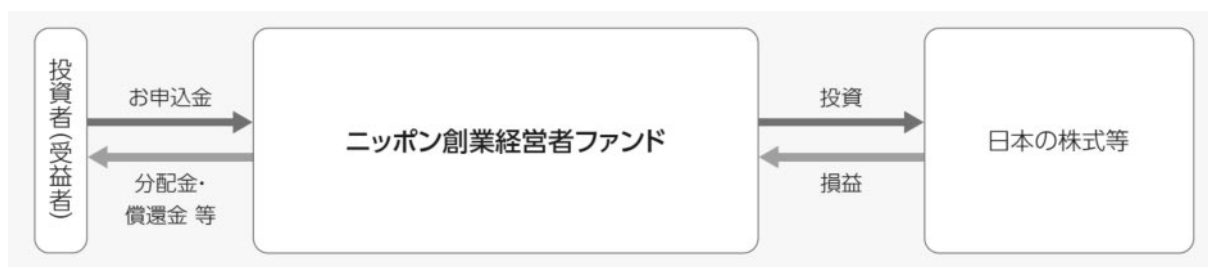 投資者(受益者)
お申込金
分配金・
償還金 等
ニッポン創業経営者ファンド
投資
損益
日本の株式等